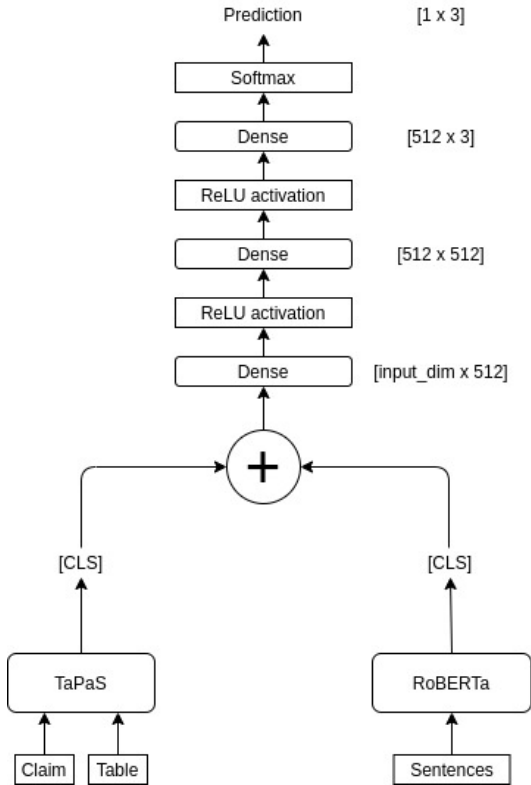 Prediction [1 x 3]
Softmax
Dense [512 x 3]
ReLU activation
Dense [512 x 512]
ReLU activation
Dense [input_dim x 512]
+
[CLS] [CLS]
TaPaS RoBERTa
Claim Table Sentences